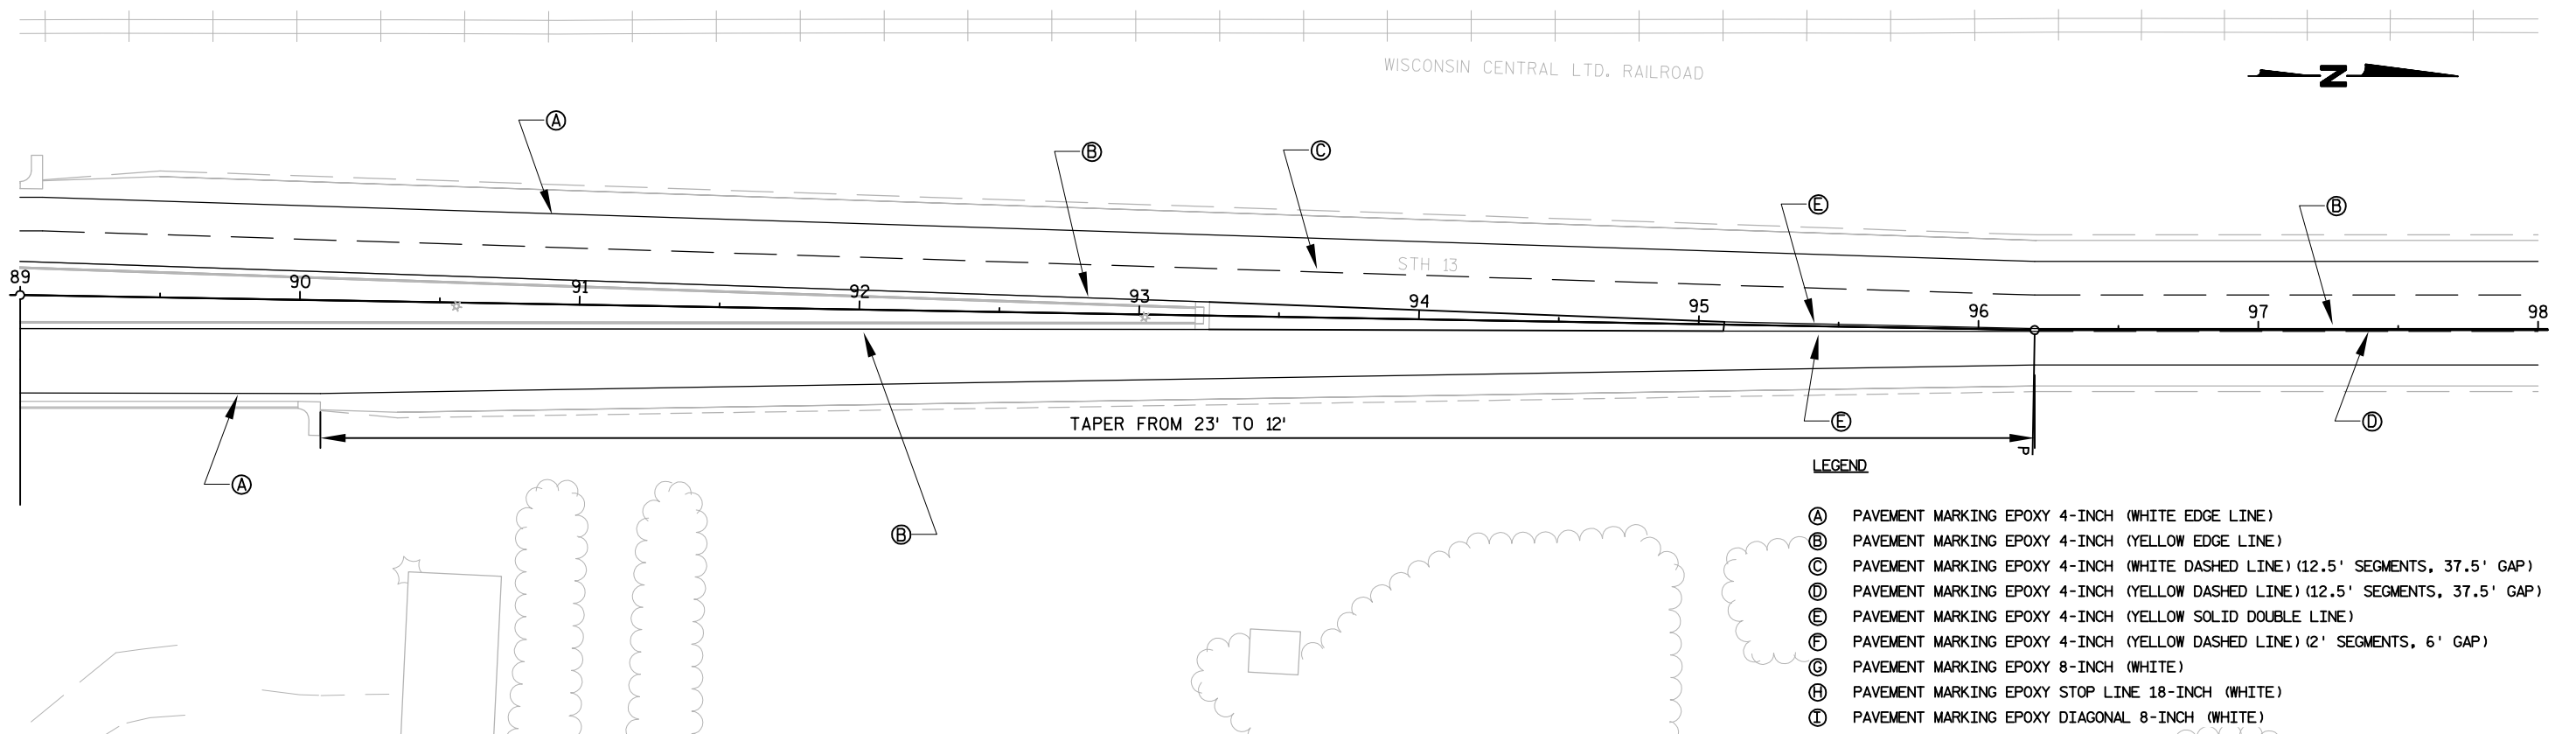 WISCONSIN CENTRAL LTD. RAILROAD
N
A
B
C
E
B
STH 13
89 90 91 92 93 94 95 96 97 98
TAPER FROM 23' TO 12'
A
B
E
D
P
LEGEND
A PAVEMENT MARKING EPOXY 4-INCH (WHITE EDGE LINE)
B PAVEMENT MARKING EPOXY 4-INCH (YELLOW EDGE LINE)
C PAVEMENT MARKING EPOXY 4-INCH (WHITE DASHED LINE)(12.5' SEGMENTS, 37.5' GAP)
D PAVEMENT MARKING EPOXY 4-INCH (YELLOW DASHED LINE)(12.5' SEGMENTS, 37.5' GAP)
E PAVEMENT MARKING EPOXY 4-INCH (YELLOW SOLID DOUBLE LINE)
F PAVEMENT MARKING EPOXY 4-INCH (YELLOW DASHED LINE)(2' SEGMENTS, 6' GAP)
G PAVEMENT MARKING EPOXY 8-INCH (WHITE)
H PAVEMENT MARKING EPOXY STOP LINE 18-INCH (WHITE)
I PAVEMENT MARKING EPOXY DIAGONAL 8-INCH (WHITE)